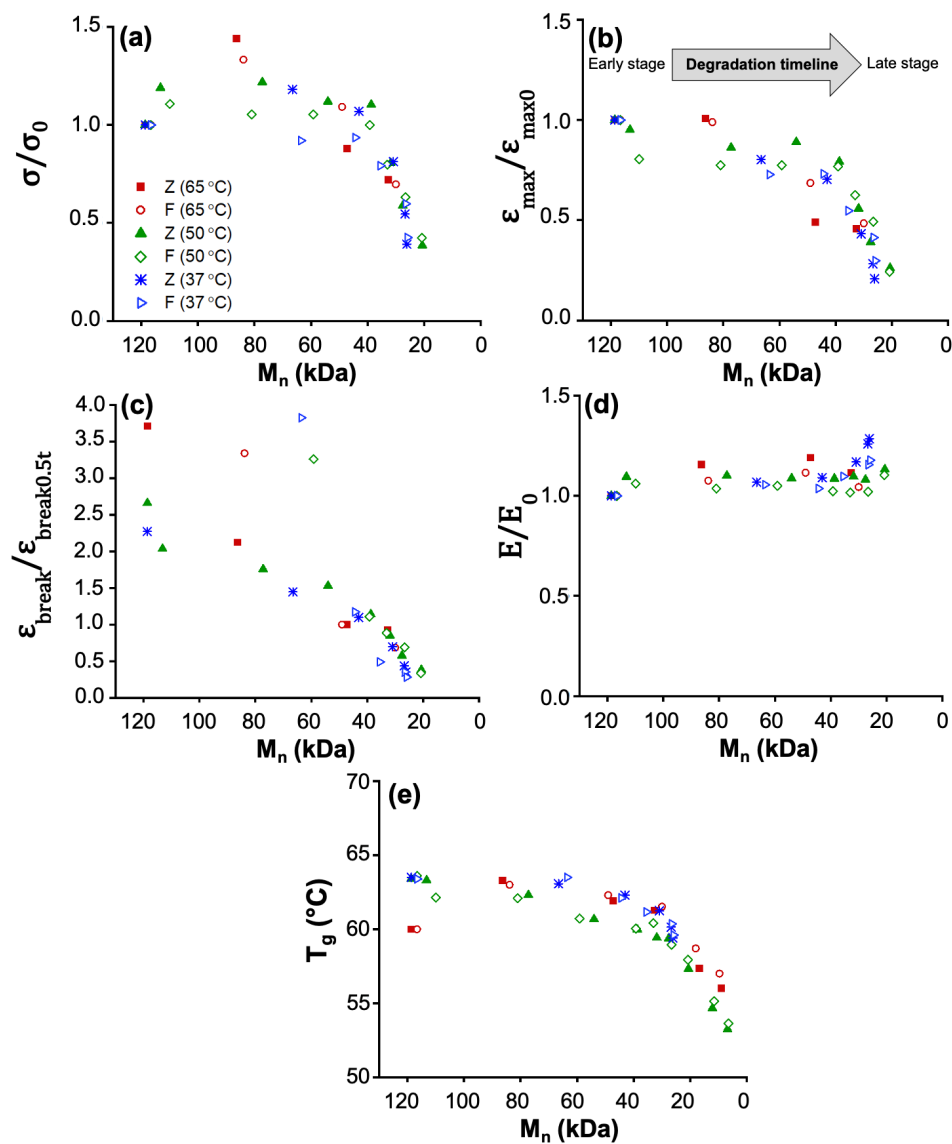 (a)
1.5
1.0
0.5
0.0
σ/σ0
Z (65 °C)
F (65 °C)
Z (50 °C)
F (50 °C)
Z (37 °C)
F (37 °C)
120 100 80 60 40 20 0
Mn (kDa)
(b)
Early stage Degradation timeline Late stage
1.5
1.0
0.5
0.0
εmax/εmax0
120 100 80 60 40 20 0
Mn (kDa)
(c)
4.0
3.5
3.0
2.5
2.0
1.5
1.0
0.5
0.0
εbreak/εbreak0.5t
120 100 80 60 40 20 0
Mn (kDa)
(d)
1.5
1.0
0.5
0.0
E/E0
120 100 80 60 40 20 0
Mn (kDa)
(e)
70
65
60
55
50
Tg (°C)
120 100 80 60 40 20 0
Mn (kDa)